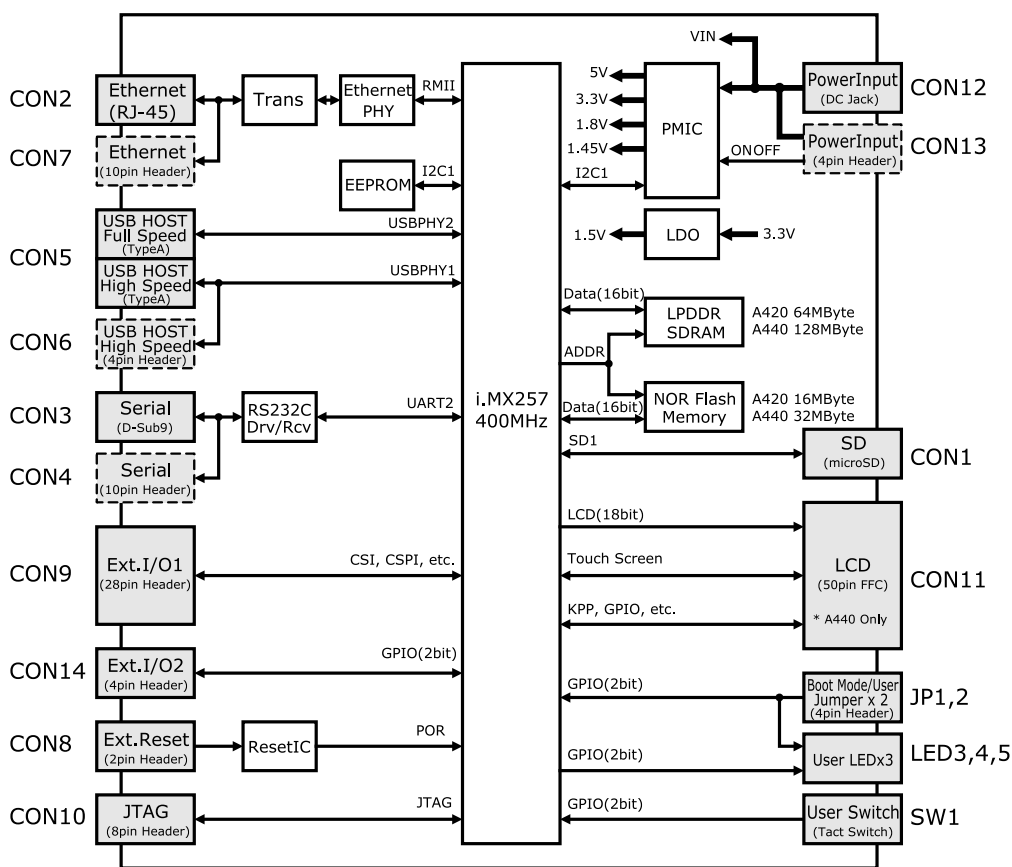 CON2
Ethernet
(RJ-45)
Trans
Ethernet
PHY
RMII
CON7
Ethernet
(10pin Header)
EEPROM
I2C1
CON5
USB HOST
Full Speed
(TypeA)
USBPHY2
USB HOST
High Speed
(TypeA)
USBPHY1
CON6
USB HOST
High Speed
(4pin Header)
CON3
Serial
(D-Sub9)
RS232C
Drv/Rcv
UART2
CON4
Serial
(10pin Header)
CON9
Ext.I/O1
(28pin Header)
CSI, CSPI, etc.
CON14
Ext.I/O2
(4pin Header)
GPIO(2bit)
CON8
Ext.Reset
(2pin Header)
ResetIC
POR
CON10
JTAG
(8pin Header)
JTAG
i.MX257
400MHz
VIN
5V
3.3V
1.8V
1.45V
I2C1
PMIC
PowerInput
(DC Jack)
CON12
PowerInput
(4pin Header)
CON13
ONOFF
1.5V
LDO
3.3V
Data(16bit)
LPDDR
SDRAM
A420 64MByte
A440 128MByte
ADDR
NOR Flash
Memory
A420 16MByte
A440 32MByte
Data(16bit)
SD1
SD
(microSD)
CON1
LCD(18bit)
Touch Screen
KPP, GPIO, etc.
LCD
(50pin FFC)
* A440 Only
CON11
GPIO(2bit)
Boot Mode/User
Jumper x 2
(4pin Header)
JP1,2
GPIO(2bit)
User LEDx3
LED3,4,5
GPIO(2bit)
User Switch
(Tact Switch)
SW1